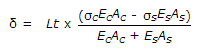 δ = Lt x (σcEcAc - σsEsAs)
EcAc + EsAs